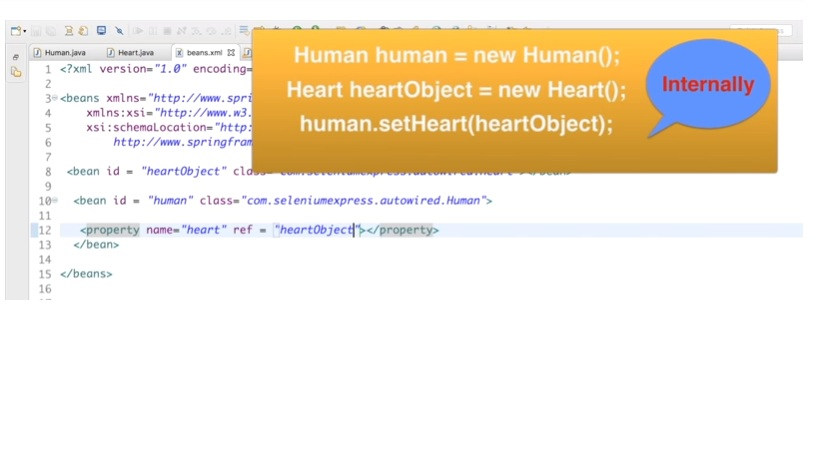 Human.java
Heart.java
beans.xml
Human human = new Human();
Heart heartObject = new Heart();
human.setHeart(heartObject);
Internally
1 <?xml version="1.0" encoding=
2
3 <beans xmlns="http://www.spri
4 xmlns:xsi="http://www.w3.
5 xsi:schemaLocation="http:
6 http://www.springfram
7
8 <bean id = "heartObject"
9
10 <bean id = "human" class="com.seleniumexpress.autowired.Human">
11
12 <property name="heart" ref = "heartObject"></property>
13 </bean>
14
15 </beans>
16